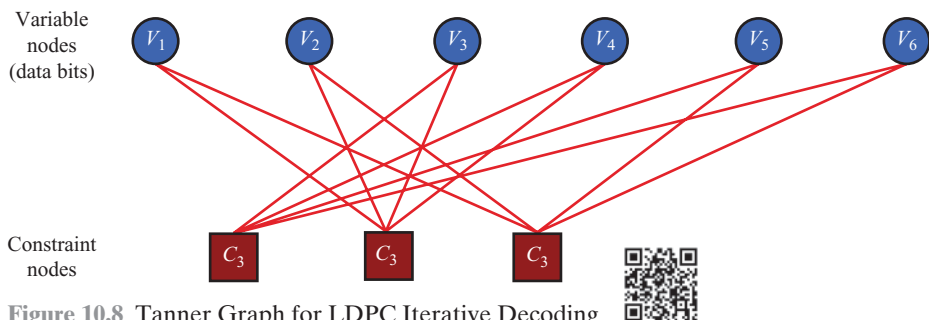 Variable
nodes
(data bits)
V1 V2 V3 V4 V5 V6
Constraint
nodes
C3 C3 C3
Figure 10.8 Tanner Graph for LDPC Iterative Decoding